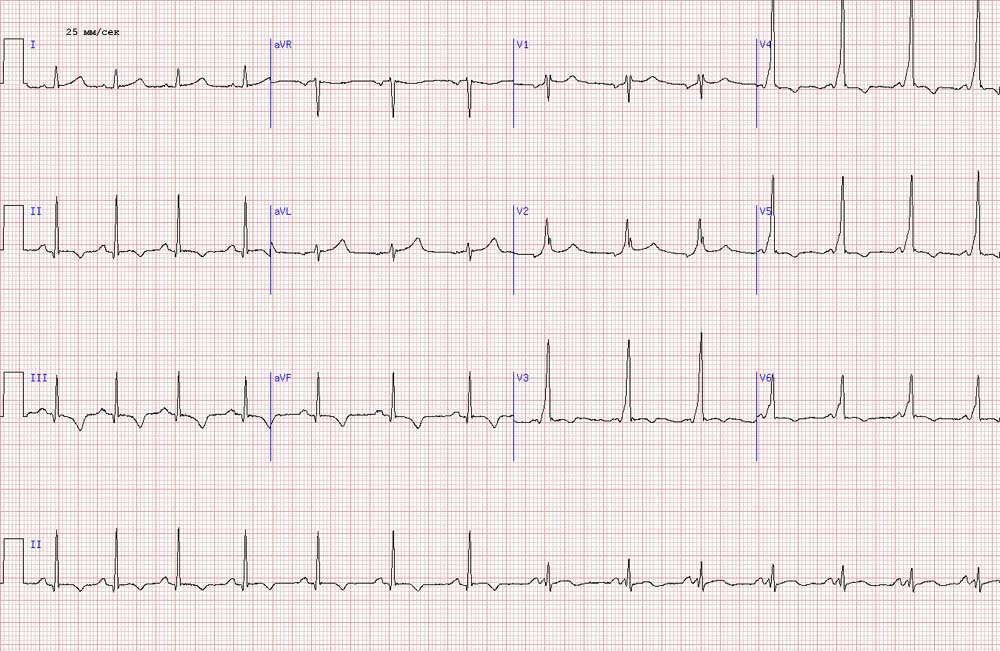 25 мм/сек
I aVR V1 V4
II aVL V2 V5
III aVF V3 V6
II